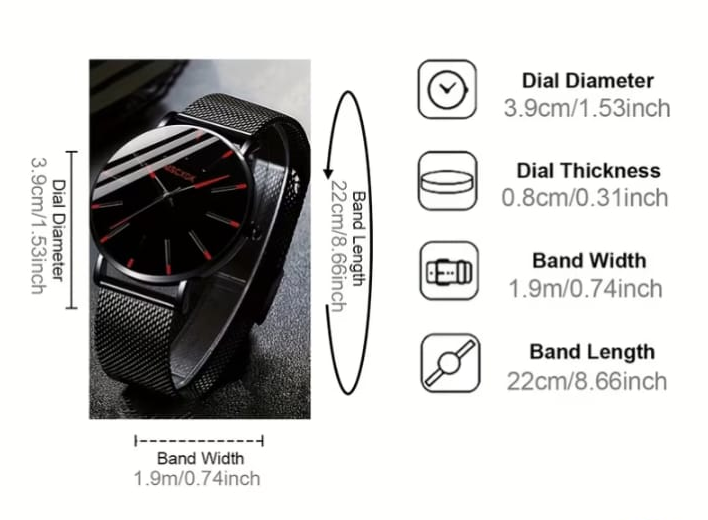 Dial Diameter
3.9cm/1.53inch
Band Length
22cm/8.66inch
Band Width
1.9m/0.74inch
Dial Diameter
3.9cm/1.53inch
Dial Thickness
0.8cm/0.31inch
Band Width
1.9m/0.74inch
Band Length
22cm/8.66inch